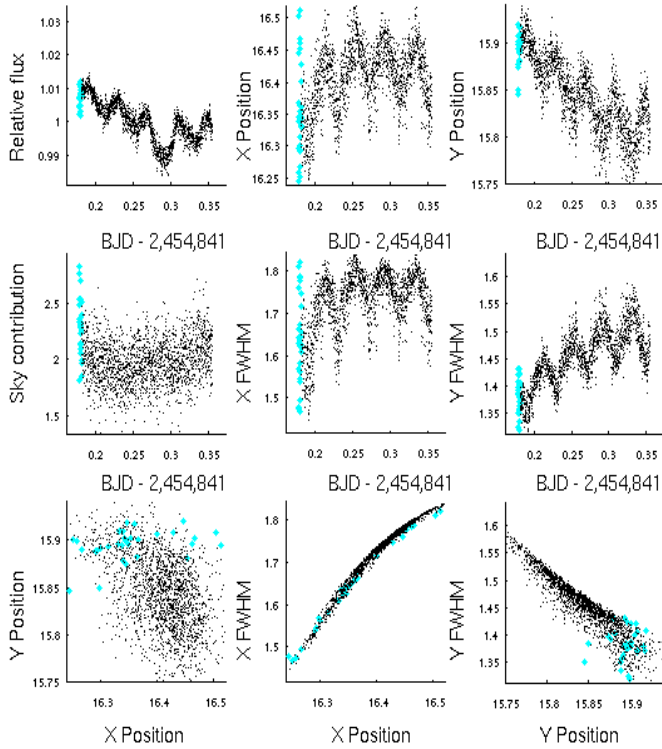 Relative flux
1.03
1.02
1.01
1
0.99
0.2 0.25 0.3 0.35
BJD - 2,454,841
X Position
16.5
16.45
16.4
16.35
16.3
16.25
0.2 0.25 0.3 0.35
BJD - 2,454,841
Y Position
15.9
15.85
15.8
15.75
0.2 0.25 0.3 0.35
BJD - 2,454,841
Sky contribution
2.5
2
1.5
0.2 0.25 0.3 0.35
BJD - 2,454,841
X FWHM
1.8
1.7
1.6
1.5
0.2 0.25 0.3 0.35
BJD - 2,454,841
Y FWHM
1.6
1.55
1.5
1.45
1.4
1.35
0.2 0.25 0.3 0.35
BJD - 2,454,841
Y Position
15.9
15.85
15.8
15.75
16.3 16.4 16.5
X Position
X FWHM
1.8
1.7
1.6
1.5
16.3 16.4 16.5
X Position
Y FWHM
1.6
1.55
1.5
1.45
1.4
1.35
15.75 15.8 15.85 15.9
Y Position